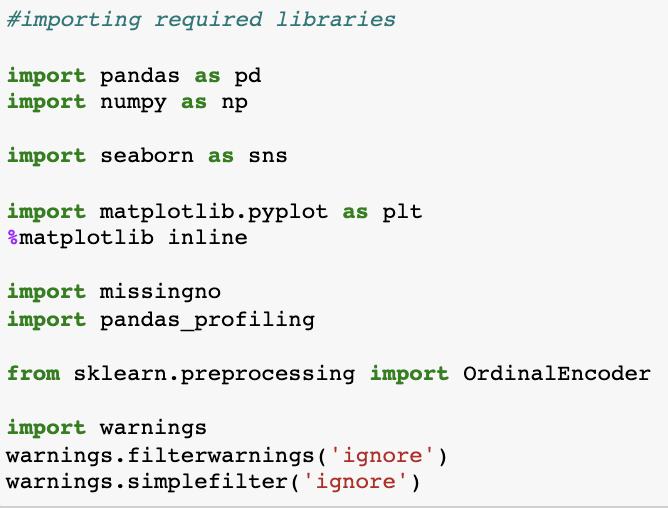 #importing required libraries
import pandas as pd
import numpy as np
import seaborn as sns
import matplotlib.pyplot as plt
%matplotlib inline
import missingno
import pandas_profiling
from sklearn.preprocessing import OrdinalEncoder
import warnings
warnings.filterwarnings('ignore')
warnings.simplefilter('ignore')